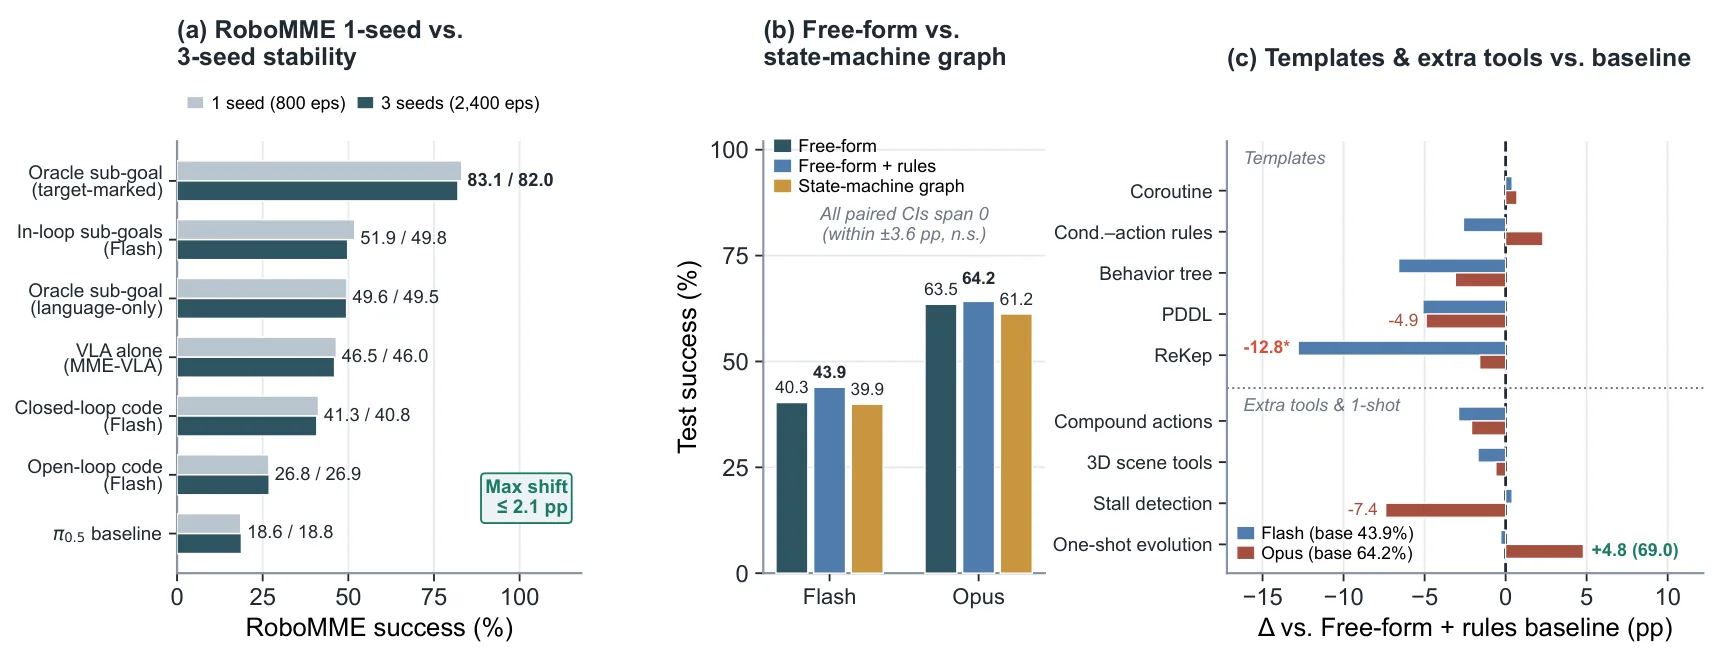 (a) RoboMME 1-seed vs.
3-seed stability
1 seed (800 eps)
3 seeds (2,400 eps)
Oracle sub-goal
(target-marked)
83.1 / 82.0
In-loop sub-goals
(Flash)
51.9 / 49.8
Oracle sub-goal
(language-only)
49.6 / 49.5
VLA alone
(MME-VLA)
46.5 / 46.0
Closed-loop code
(Flash)
41.3 / 40.8
Open-loop code
(Flash)
26.8 / 26.9
π0.5 baseline
18.6 / 18.8
Max shift
≤ 2.1 pp
0 25 50 75 100
RoboMME success (%)
(b) Free-form vs.
state-machine graph
Free-form
Free-form + rules
State-machine graph
All paired CIs span 0
(within ±3.6 pp, n.s.)
Test success (%)
100
75
50
25
0
40.3
43.9
39.9
63.5
64.2
61.2
Flash
Opus
(c) Templates & extra tools vs. baseline
Templates
Coroutine
Cond.–action rules
Behavior tree
PDDL
-4.9
ReKep
-12.8*
Extra tools & 1-shot
Compound actions
3D scene tools
Stall detection
-7.4
One-shot evolution
+4.8 (69.0)
Flash (base 43.9%)
Opus (base 64.2%)
−15 −10 −5 0 5 10
Δ vs. Free-form + rules baseline (pp)